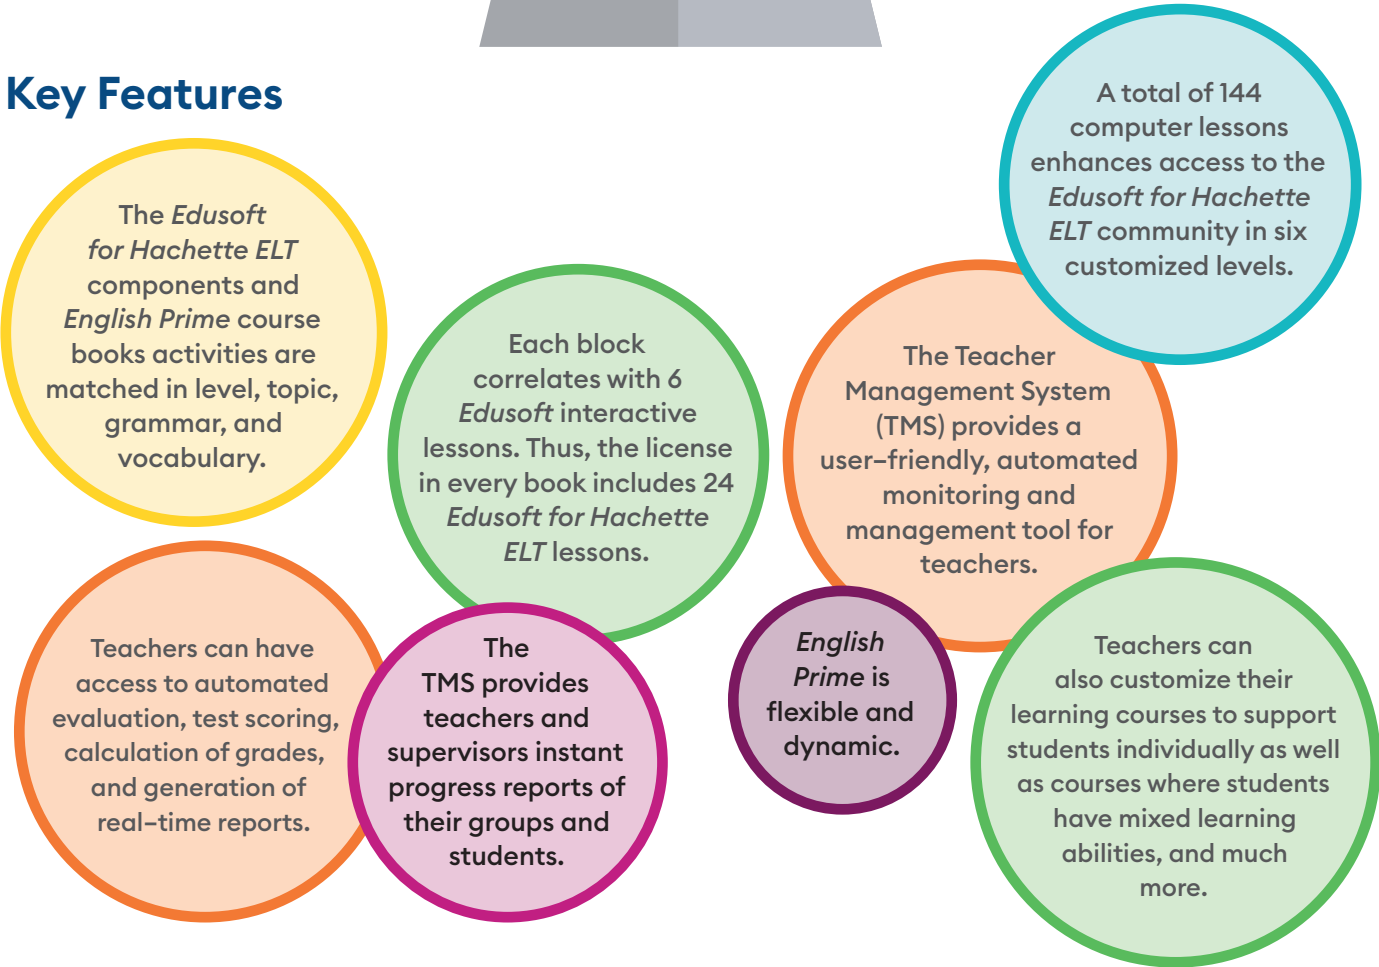 Key Features
The Edusoft
for Hachette ELT
components and
English Prime course
books activities are
matched in level, topic,
grammar, and
vocabulary.
Each block
correlates with 6
Edusoft interactive
lessons. Thus, the license
in every book includes 24
Edusoft for Hachette
ELT lessons.
The Teacher
Management System
(TMS) provides a
user–friendly, automated
monitoring and
management tool for
teachers.
A total of 144
computer lessons
enhances access to the
Edusoft for Hachette
ELT community in six
customized levels.
Teachers can have
access to automated
evaluation, test scoring,
calculation of grades,
and generation of
real–time reports.
The
TMS provides
teachers and
supervisors instant
progress reports of
their groups and
students.
English
Prime is
flexible and
dynamic.
Teachers can
also customize their
learning courses to support
students individually as well
as courses where students
have mixed learning
abilities, and much
more.